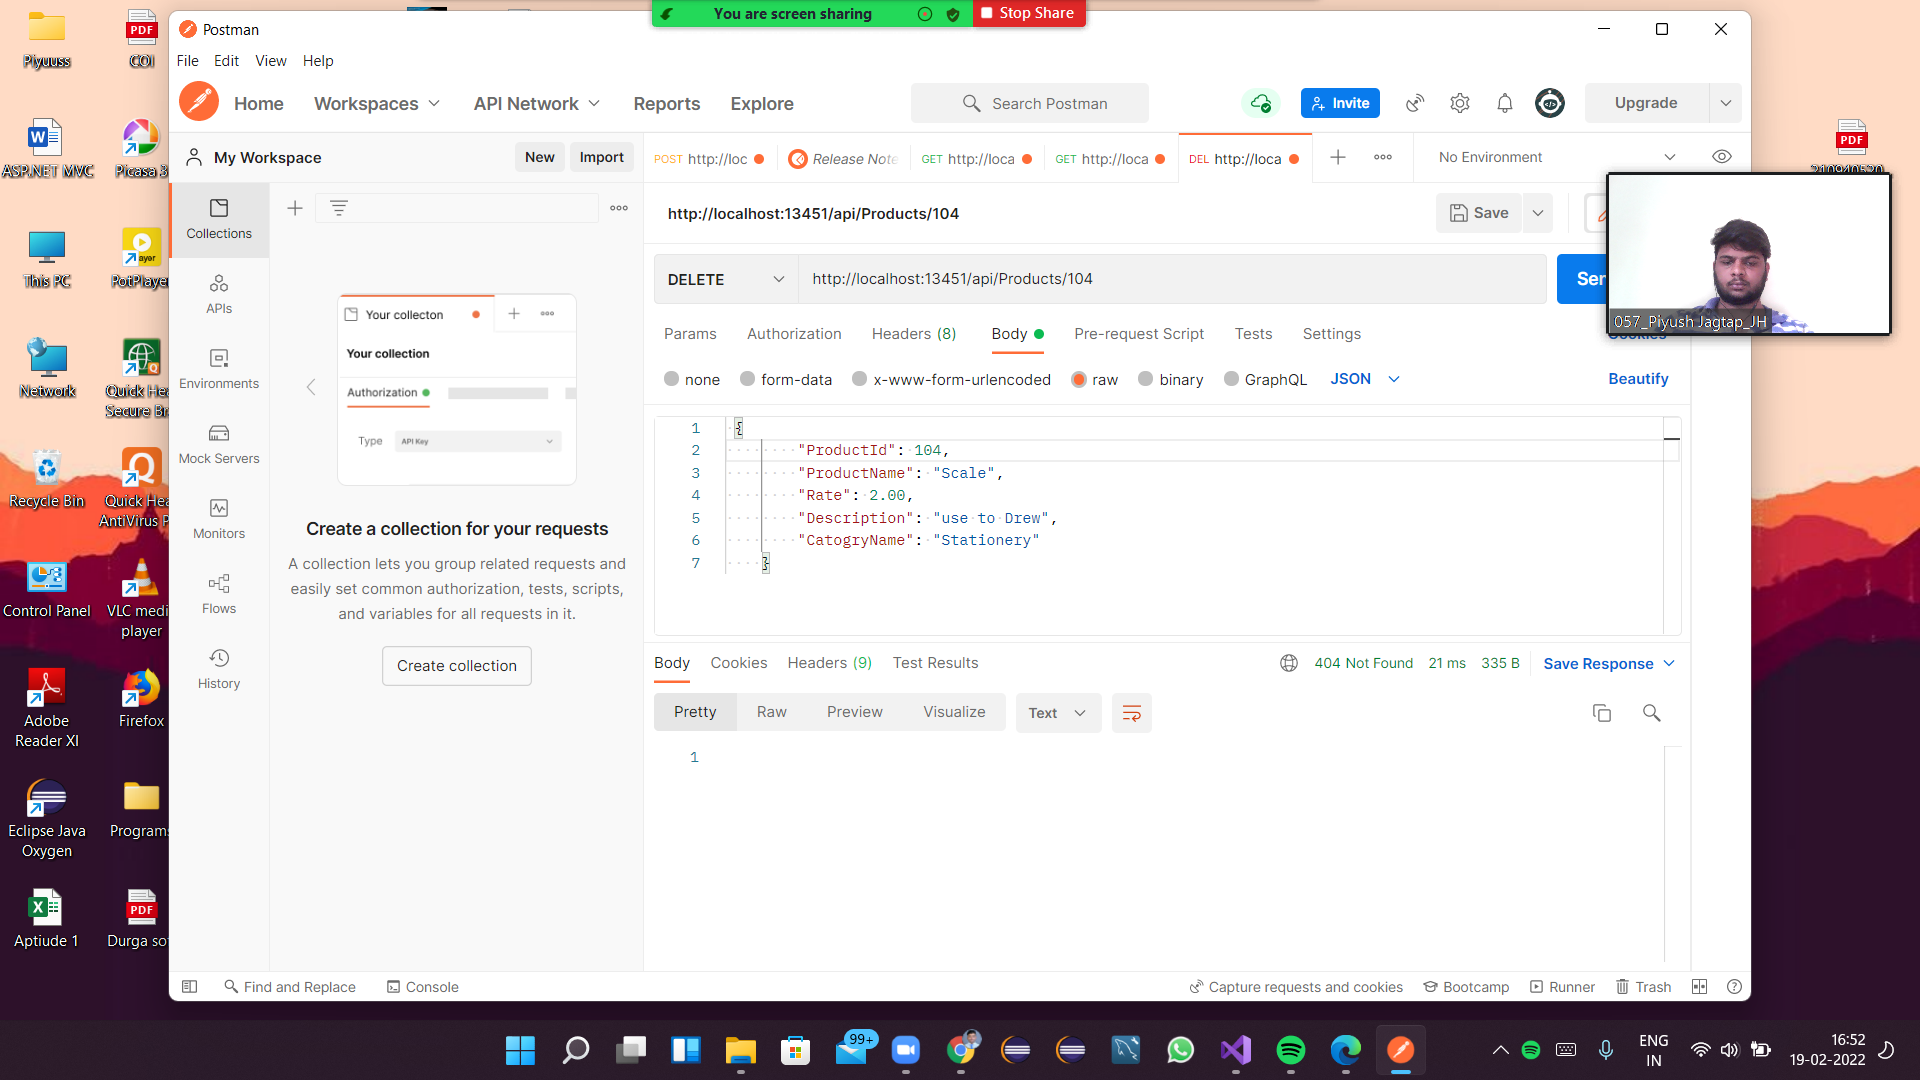 You are screen sharing
Stop Share
Postman
File Edit View Help
Home Workspaces API Network Reports Explore
Search Postman
Invite
Upgrade
My Workspace
New
Import
POST http://loc
Release Note
GET http://loca
GET http://loca
DEL http://loca
No Environment
Collections
APIs
Environments
Mock Servers
Monitors
Flows
History
Your collecton
Your collection
Authorization
Type
API Key
Create a collection for your requests
A collection lets you group related requests and
easily set common authorization, tests, scripts,
and variables for all requests in it.
Create collection
http://localhost:13451/api/Products/104
Save
DELETE
http://localhost:13451/api/Products/104
Sen
Params Authorization Headers (8) Body Pre-request Script Tests Settings
Cookies
none form-data x-www-form-urlencoded raw binary GraphQL JSON
Beautify
1 {
2 "ProductId": 104,
3 "ProductName": "Scale",
4 "Rate": 2.00,
5 "Description": "use to Drew",
6 "CatogryName": "Stationery"
7 }
Body Cookies Headers (9) Test Results
404 Not Found 21 ms 335 B Save Response
Pretty Raw Preview Visualize
Text
1
Find and Replace
Console
Capture requests and cookies
Bootcamp
Runner
Trash
057_Piyush Jagtap_JH
Piyuuss
PDF
COI
ASP.NET MVC
Picasa 3
This PC
PotPlayer
Network
Quick Hea
Secure Br
Recycle Bin
Quick Hea
AntiVirus P
Control Panel
VLC medi
player
Adobe
Reader XI
Firefox
Eclipse Java
Oxygen
Programs
Aptiude 1
PDF
Durga sof
PDF
99+
ENG
IN
16:52
19-02-2022